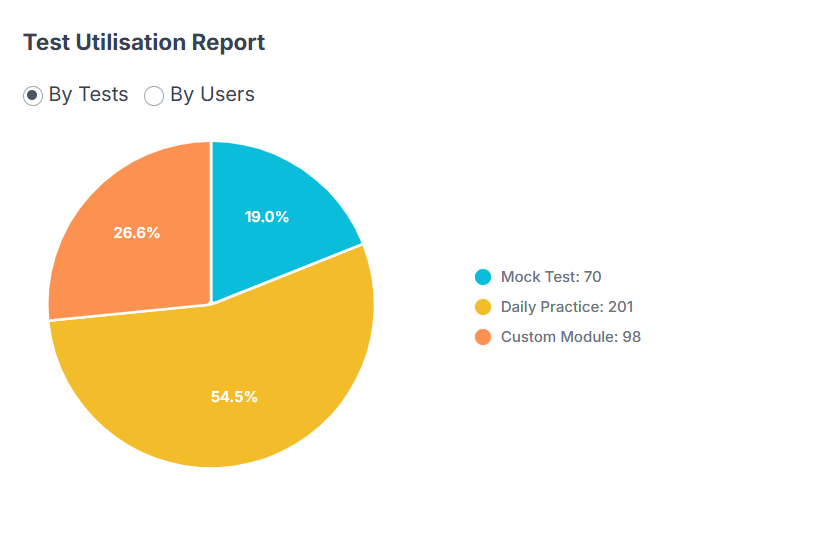 Test Utilisation Report
By Tests By Users
26.6%
19.0%
54.5%
Mock Test: 70
Daily Practice: 201
Custom Module: 98